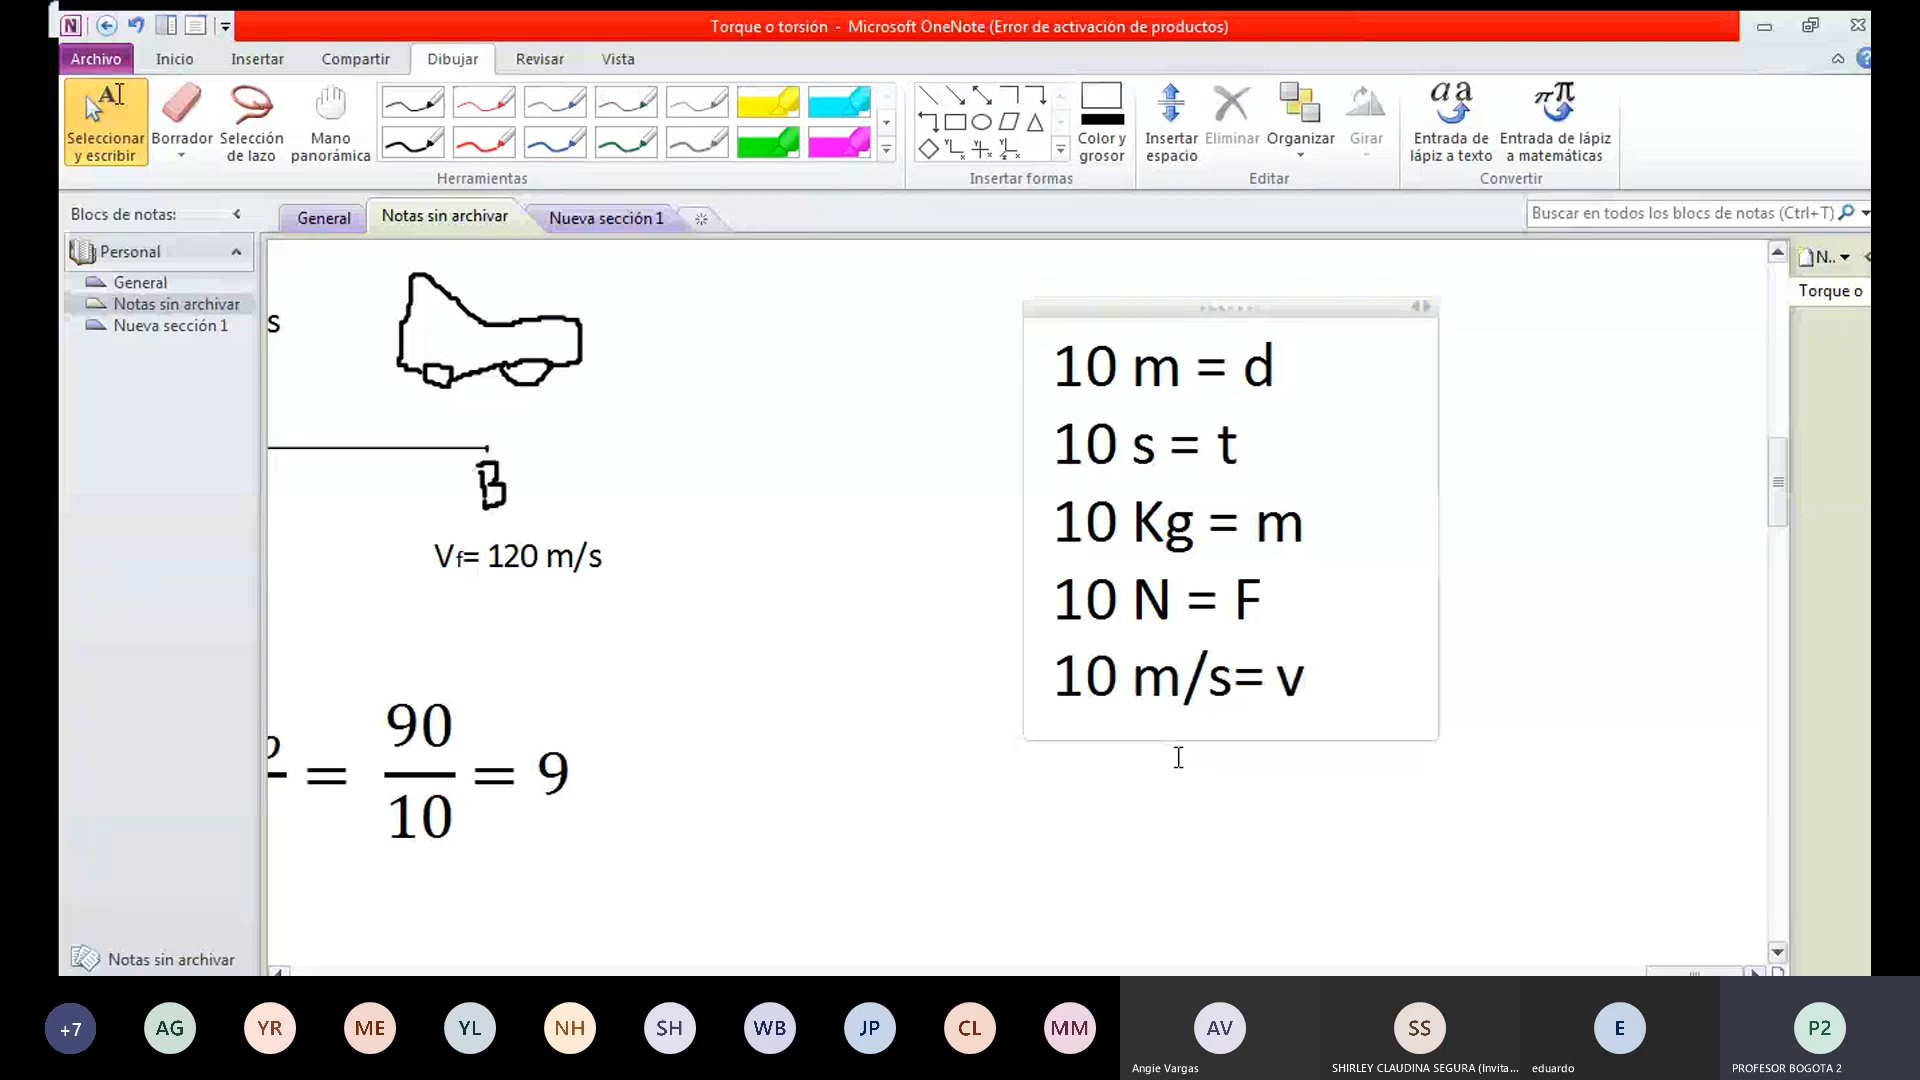 Torque o torsión - Microsoft OneNote (Error de activación de productos)
Archivo Inicio Insertar Compartir Dibujar Revisar Vista
Seleccionar y escribir
Borrador
Selección de lazo
Mano panorámica
Color y grosor
Insertar espacio
Eliminar
Organizar
Girar
Entrada de lápiz a texto
Entrada de lápiz a matemáticas
Herramientas
Insertar formas
Editar
Convertir
Blocs de notas:
General
Notas sin archivar
Nueva sección 1
Buscar en todos los blocs de notas (Ctrl+T)
Personal
General
Notas sin archivar
Nueva sección 1
N..
Torque o
s
B
Vf= 120 m/s
= 90/10 = 9
10 m = d
10 s = t
10 Kg = m
10 N = F
10 m/s= v
Notas sin archivar
+7 AG YR ME YL NH SH WB JP CL MM AV SS E P2
Angie Vargas
SHIRLEY CLAUDINA SEGURA (Invita...
eduardo
PROFESOR BOGOTA 2